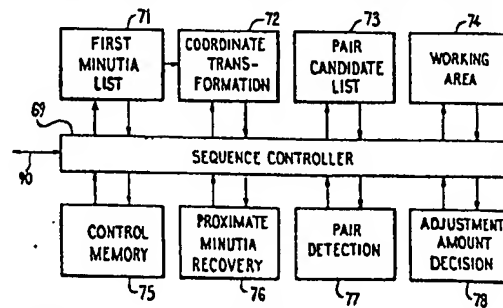 71
72
73
74
FIRST
MINUTIA
LIST
COORDINATE
TRANS-
FORMATION
PAIR
CANDIDATE
LIST
WORKING
AREA
69
90
SEQUENCE CONTROLLER
CONTROL
MEMORY
PROXIMATE
MINUTIA
RECOVERY
PAIR
DETECTION
ADJUSTMENT
AMOUNT
DECISION
75
76
77
78